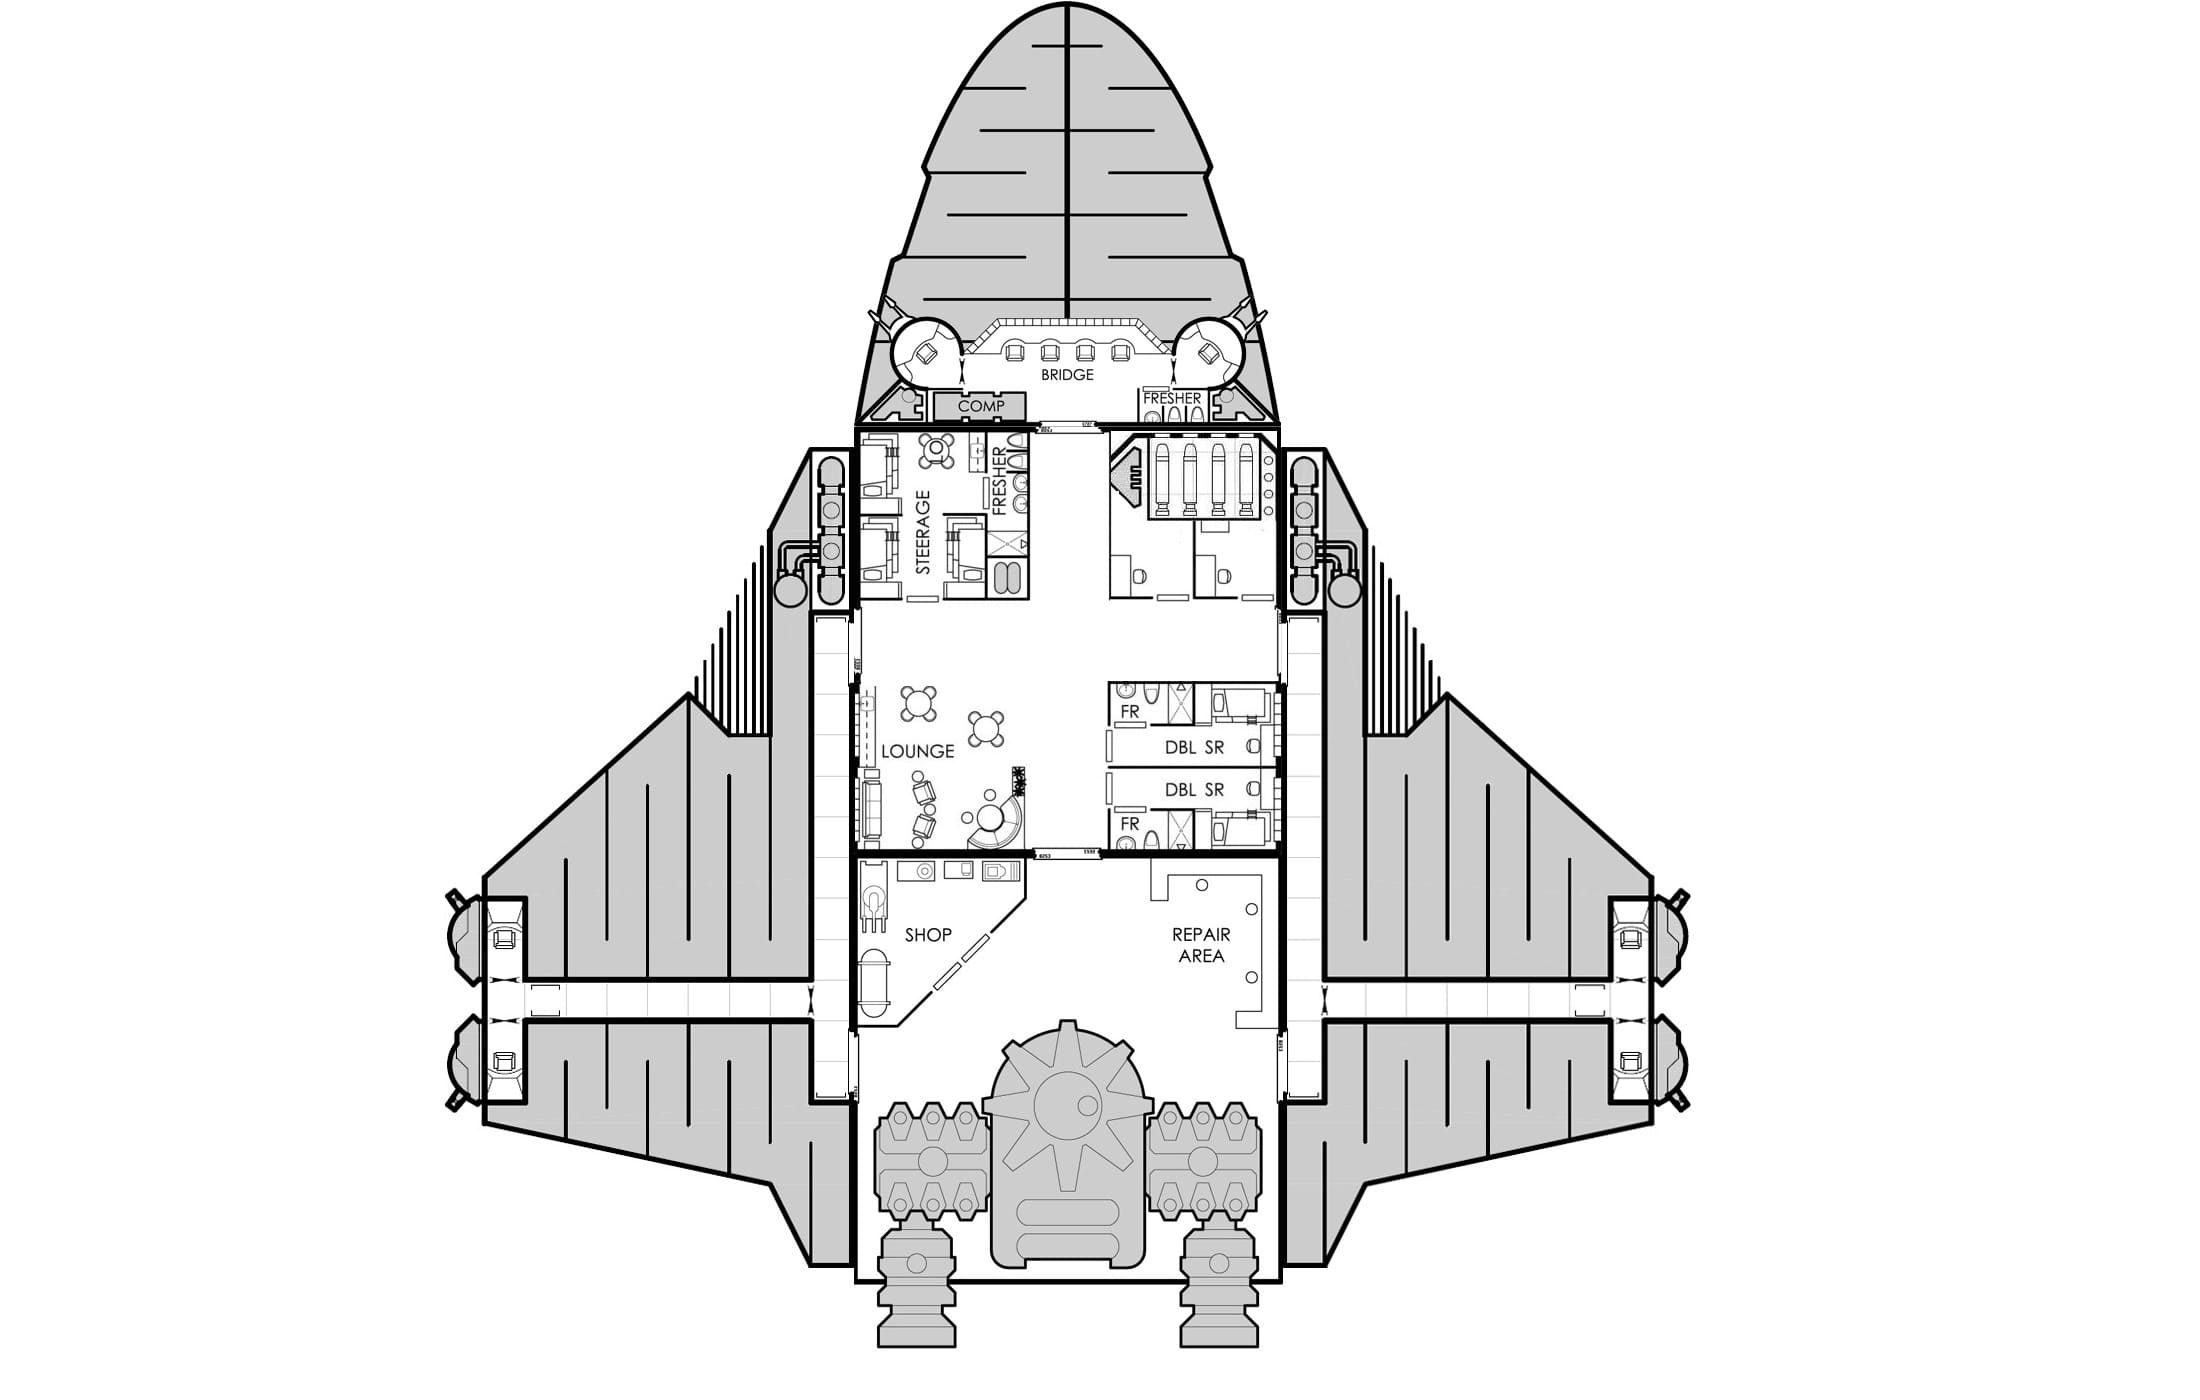 BRIDGE
COMP
FRESHER
FRESHER
STEERAGE
FR
LOUNGE
DBL SR
DBL SR
FR
SHOP
REPAIR
AREA